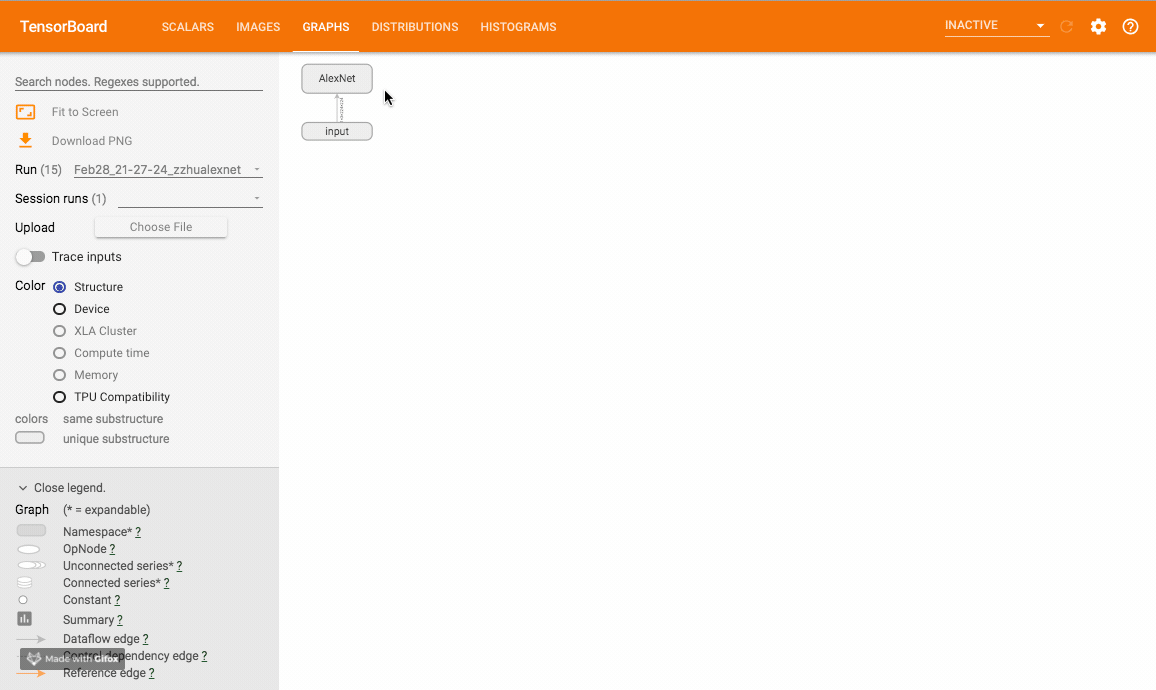 TensorBoard SCALARS IMAGES GRAPHS DISTRIBUTIONS HISTOGRAMS INACTIVE
Search nodes. Regexes supported.
Fit to Screen
Download PNG
Run (15) Feb28_21-27-24_zzhualexnet
Session runs (1)
Upload Choose File
Trace inputs
Color Structure
Device
XLA Cluster
Compute time
Memory
TPU Compatibility
colors same substructure
unique substructure
Close legend.
Graph (* = expandable)
Namespace* ?
OpNode ?
Unconnected series* ?
Connected series* ?
Constant ?
Summary ?
Dataflow edge ?
Control dependency edge ?
Made with Gifox
Reference edge ?
AlexNet
input